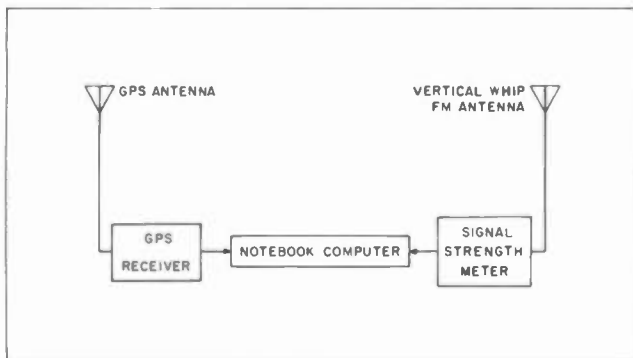 GPS ANTENNA
VERTICAL WHIP
FM ANTENNA
GPS
RECEIVER
NOTEBOOK COMPUTER
SIGNAL
STRENGTH
METER